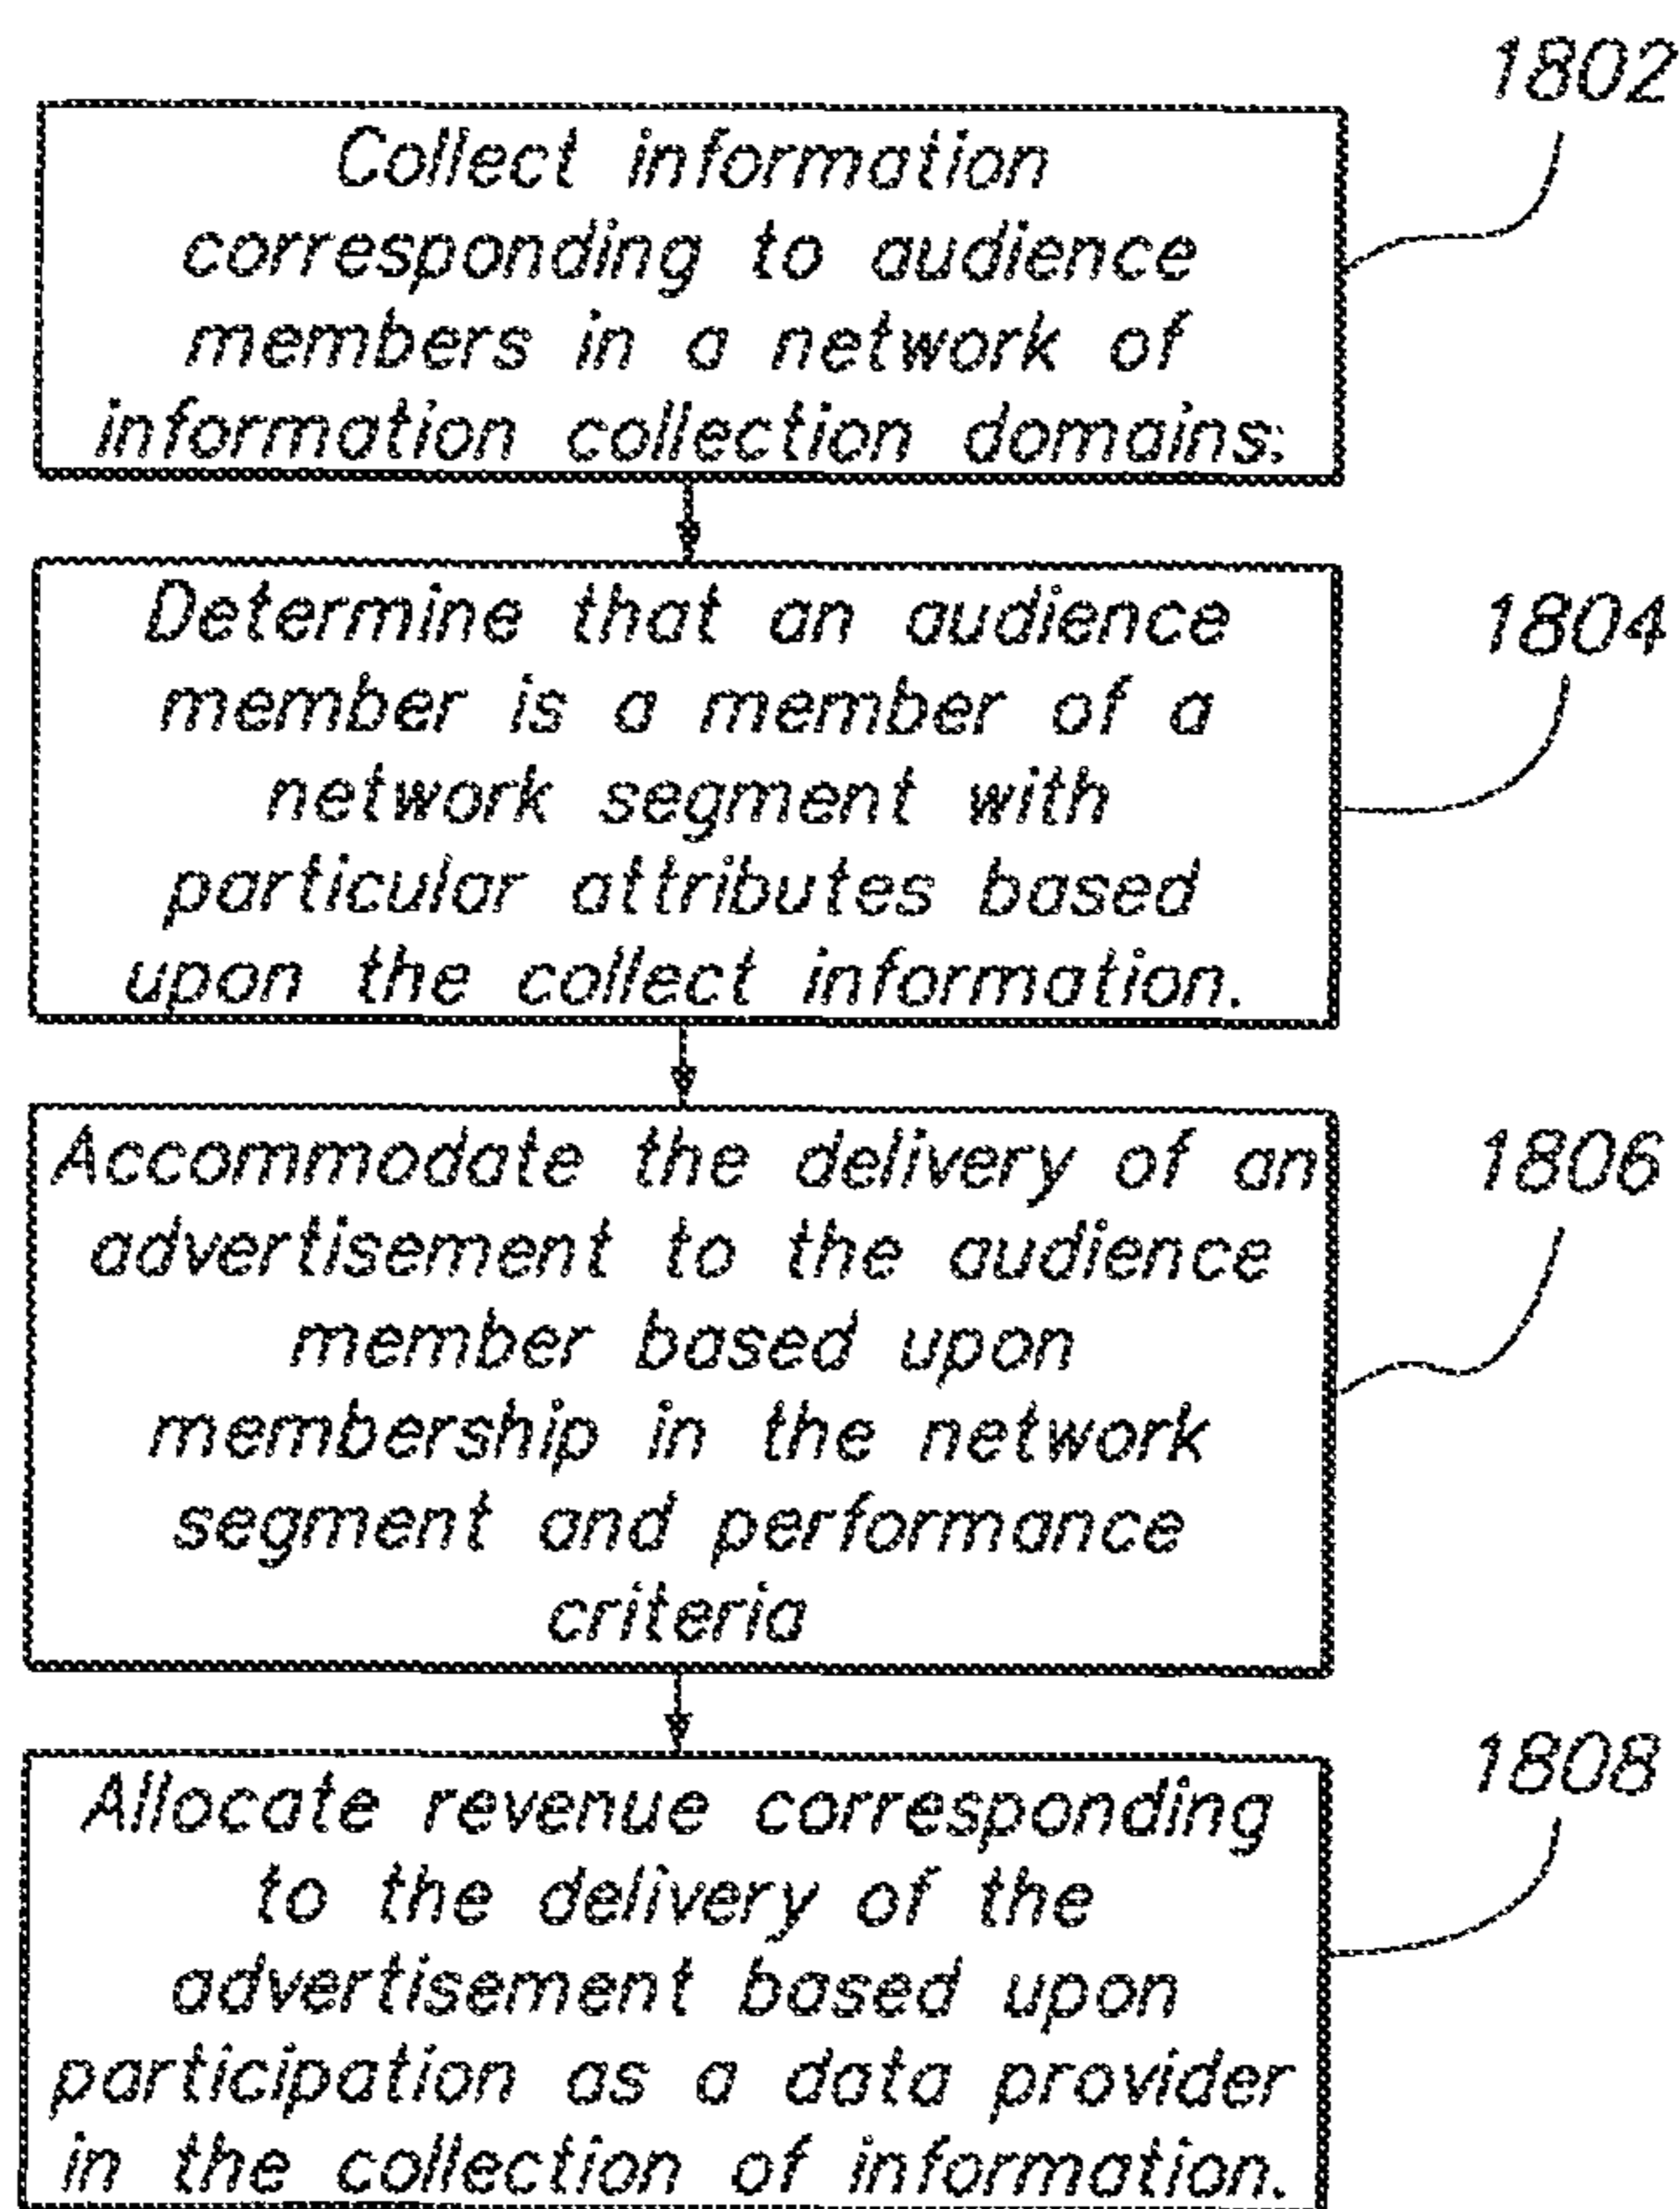 1802
Collect information
corresponding to audience
members in a network of
information collection domains.
1804
Determine that an audience
member is a member of a
network segment with
particular attributes based
upon the collect information.
1806
Accommodate the delivery of an
advertisement to the audience
member based upon
membership in the network
segment and performance
criteria
1808
Allocate revenue corresponding
to the delivery of the
advertisement based upon
participation as a data provider
in the collection of information.